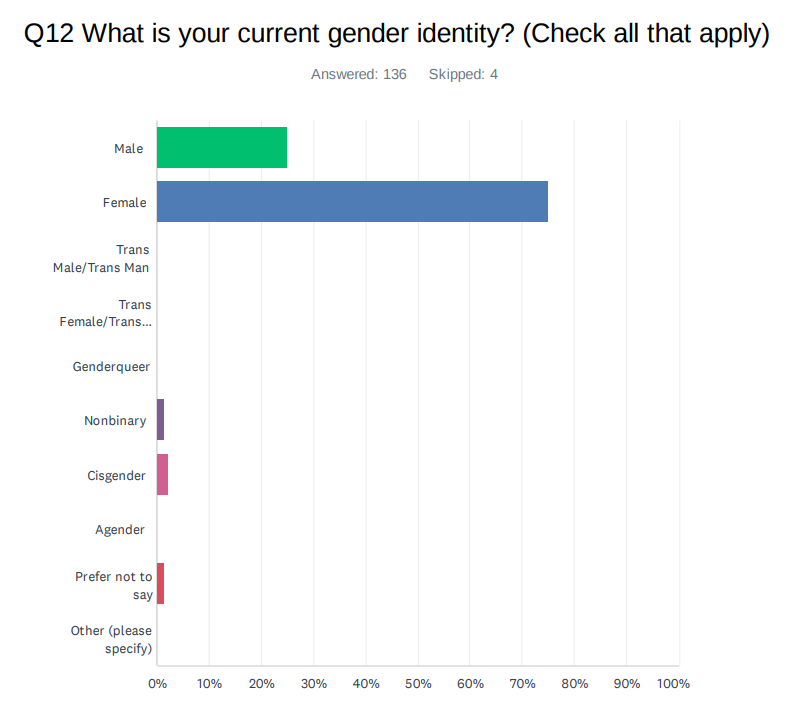 Q12 What is your current gender identity? (Check all that apply)
Answered: 136 Skipped: 4
Male
Female
Trans
Male/Trans Man
Trans
Female/Trans...
Genderqueer
Nonbinary
Cisgender
Agender
Prefer not to
say
Other (please
specify)
0% 10% 20% 30% 40% 50% 60% 70% 80% 90% 100%